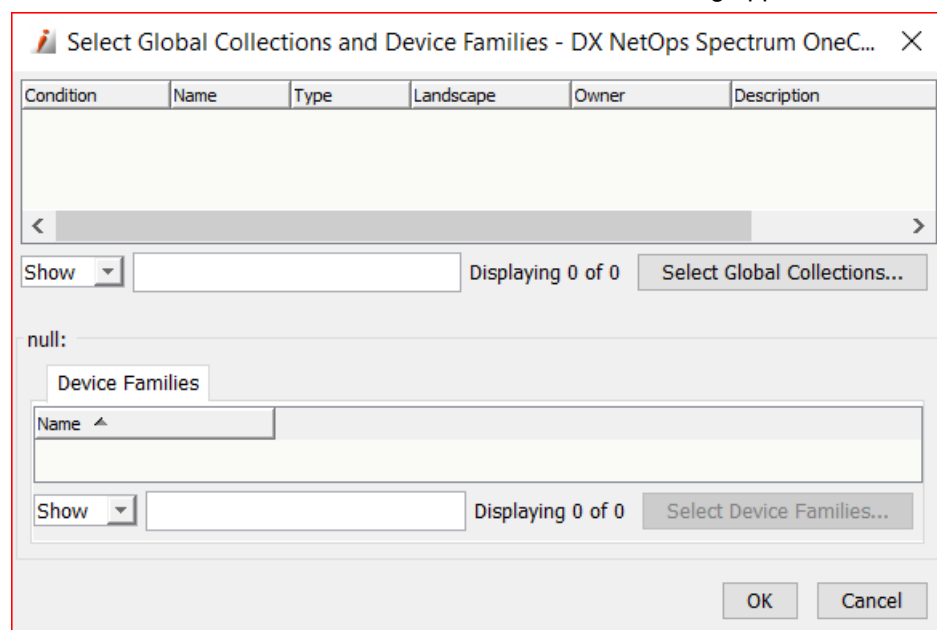 Select Global Collections and Device Families - DX NetOps Spectrum OneC...
Condition Name Type Landscape Owner Description
Show Displaying 0 of 0 Select Global Collections...
null:
Device Families
Name
Show Displaying 0 of 0 Select Device Families...
OK Cancel